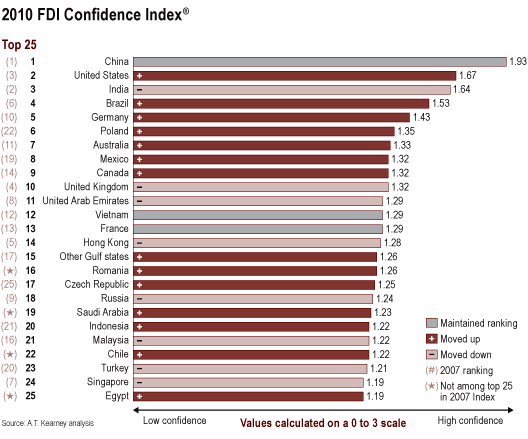 2010 FDI Confidence Index®
Top 25
(1) 1 China 1.93
(3) 2 United States + 1.67
(2) 3 India – 1.64
(6) 4 Brazil + 1.53
(10) 5 Germany + 1.43
(22) 6 Poland + 1.35
(11) 7 Australia + 1.33
(19) 8 Mexico + 1.32
(14) 9 Canada + 1.32
(4) 10 United Kingdom – 1.32
(8) 11 United Arab Emirates – 1.29
(12) 12 Vietnam 1.29
(13) 13 France 1.29
(5) 14 Hong Kong – 1.28
(17) 15 Other Gulf states + 1.26
(★) 16 Romania + 1.26
(25) 17 Czech Republic + 1.25
(9) 18 Russia – 1.24
(★) 19 Saudi Arabia + 1.23
(21) 20 Indonesia + 1.22
(16) 21 Malaysia – 1.22
(★) 22 Chile + 1.22
(20) 23 Turkey – 1.21
(7) 24 Singapore – 1.19
(★) 25 Egypt + 1.19
Maintained ranking
+ Moved up
– Moved down
(#) 2007 ranking
(★) Not among top 25
in 2007 Index
Low confidence Values calculated on a 0 to 3 scale High confidence
Source: A.T. Kearney analysis